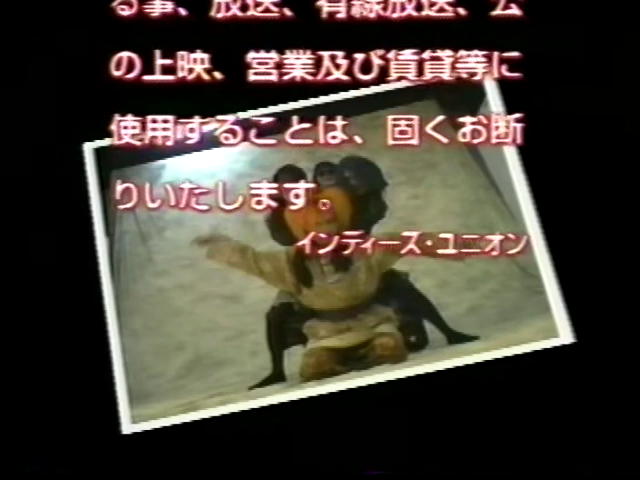 る事、放送、有線放送、公
の上映、営業及び賃貸等に
使用することは、固くお断
りいたします。
インディーズ・ユニオン